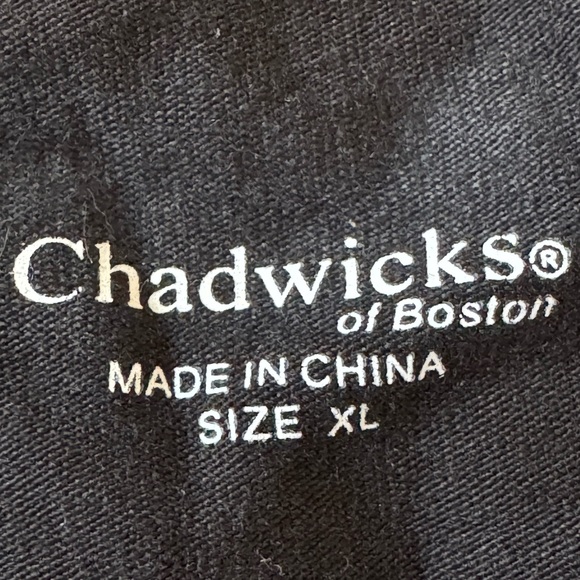 Chadwicks®
of Boston
MADE IN CHINA
SIZE XL